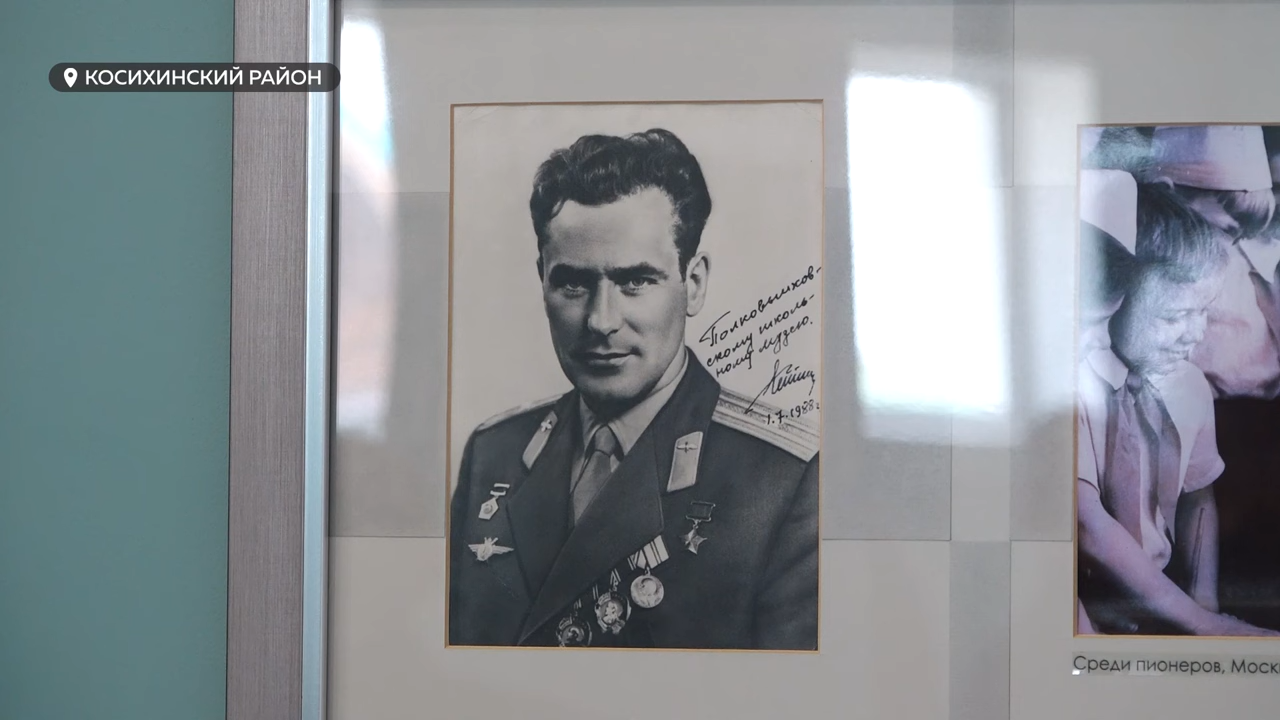 КОСИХИНСКИЙ РАЙОН
Полковников-
скому школь-
ному музею.
1.7.1988г
Среди пионеров, Моск